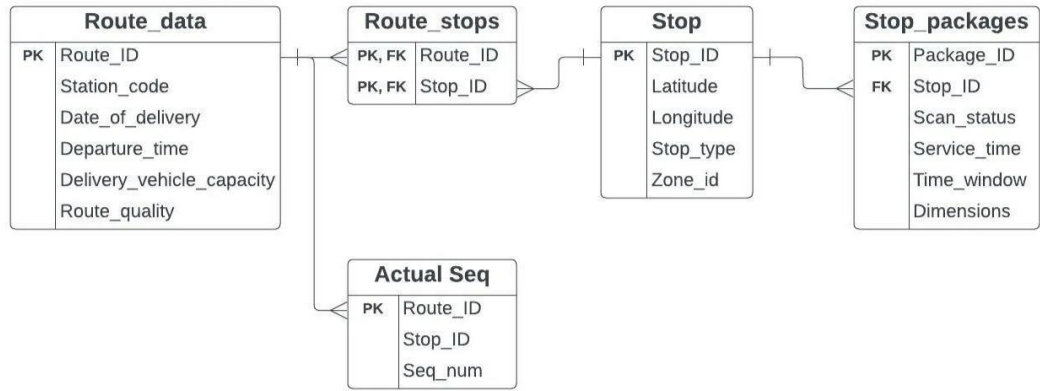 Route_data
PK Route_ID
Station_code
Date_of_delivery
Departure_time
Delivery_vehicle_capacity
Route_quality
Route_stops
PK, FK Route_ID
PK, FK Stop_ID
Stop
PK Stop_ID
Latitude
Longitude
Stop_type
Zone_id
Stop_packages
PK Package_ID
FK Stop_ID
Scan_status
Service_time
Time_window
Dimensions
Actual Seq
PK Route_ID
Stop_ID
Seq_num